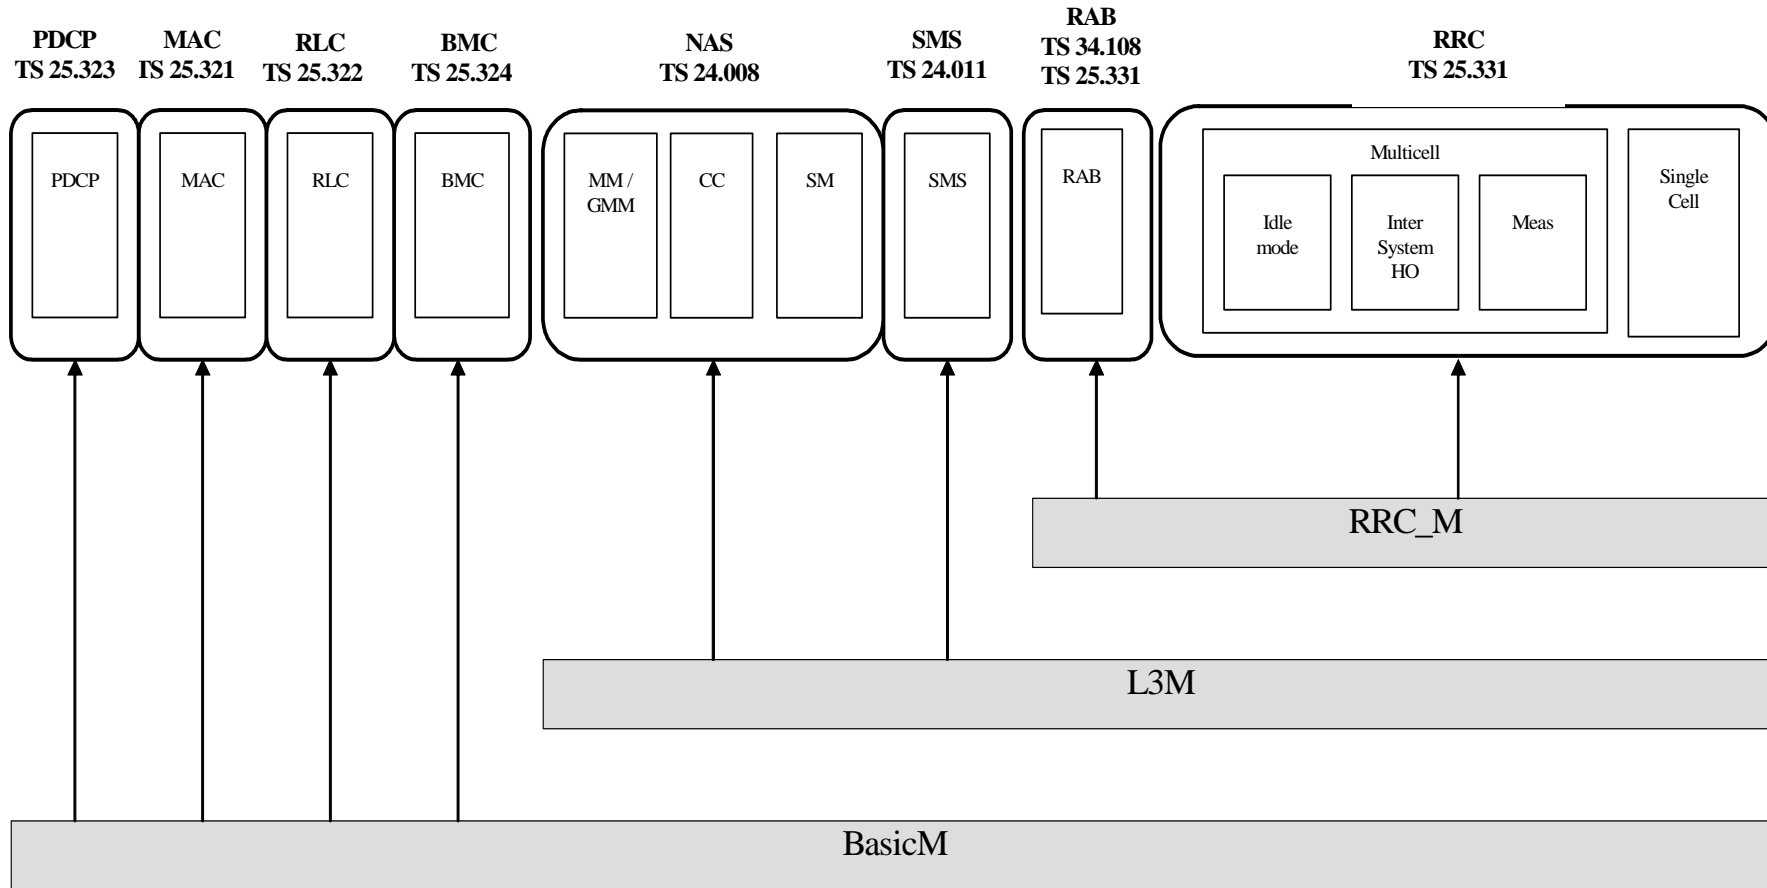 PDCP
TS 25.323
MAC
TS 25.321
RLC
TS 25.322
BMC
TS 25.324
NAS
TS 24.008
SMS
TS 24.011
RAB
TS 34.108
TS 25.331
RRC
TS 25.331
PDCP
MAC
RLC
BMC
MM /
GMM
CC
SM
SMS
RAB
Multicell
Idle
mode
Inter
System
HO
Meas
Single
Cell
RRC_M
L3M
BasicM